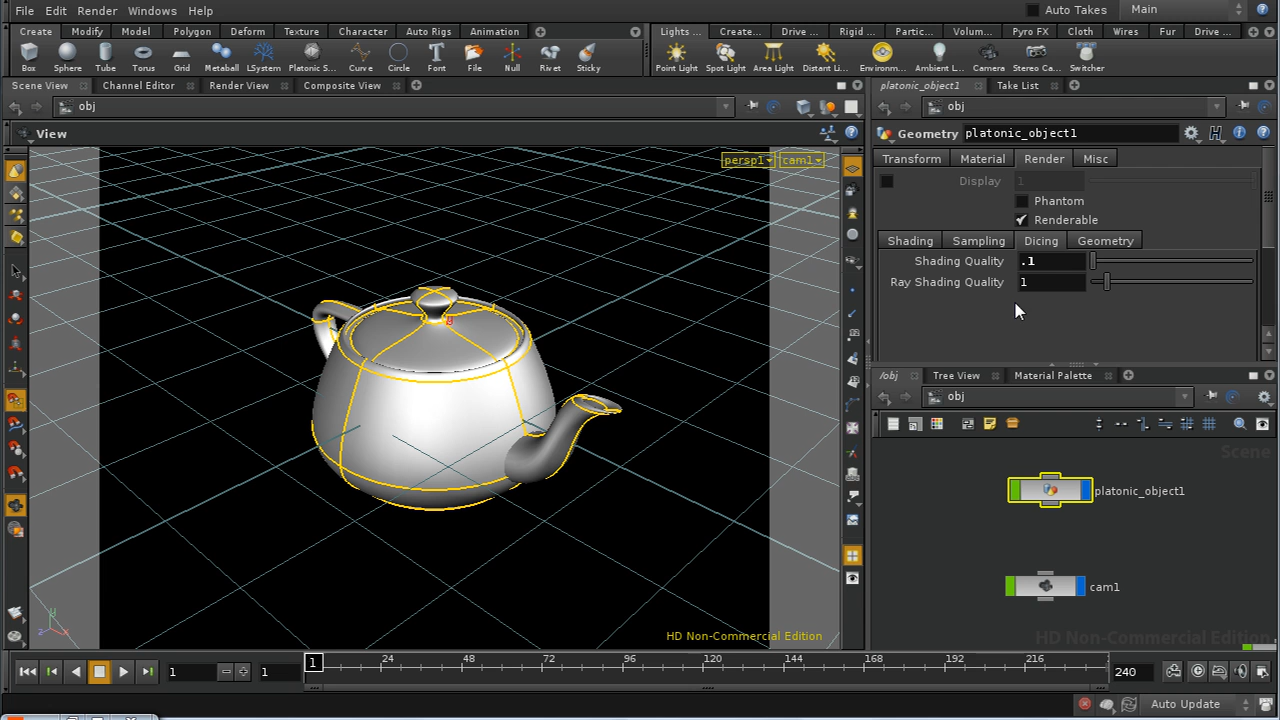 File Edit Render Windows Help Auto Takes Main
Create Modify Model Polygon Deform Texture Character Auto Rigs Animation Lights ... Create... Drive ... Rigid ... Partic... Volum... Pyro FX Cloth Wires Fur Drive ...
Box Sphere Tube Torus Grid Metaball LSystem Platonic S... Curve Circle Font File Null Rivet Sticky Point Light Spot Light Area Light Distant Li... Environm... Ambient L... Camera Stereo Ca... Switcher
Scene View Channel Editor Render View Composite View platonic_object1 Take List
obj obj
View Geometry platonic_object1
persp1 cam1 Transform Material Render Misc
Display 1
Phantom
Renderable
Shading Sampling Dicing Geometry
Shading Quality .1
Ray Shading Quality 1
/obj Tree View Material Palette
obj
Scene
platonic_object1
cam1
HD Non-Commercial Edition HD Non-Commercial Edition
1 1 1 24 48 72 96 120 144 168 192 216 240
Auto Update